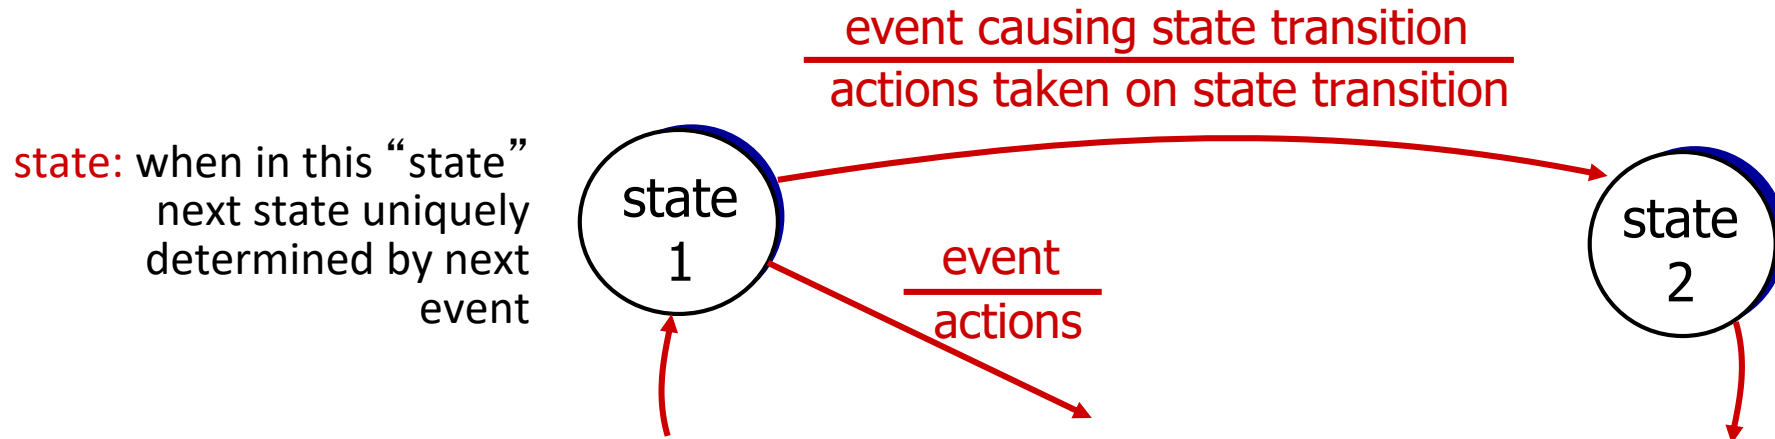 event causing state transition
actions taken on state transition
state: when in this “state”
next state uniquely
determined by next
event
state
1
event
actions
state
2